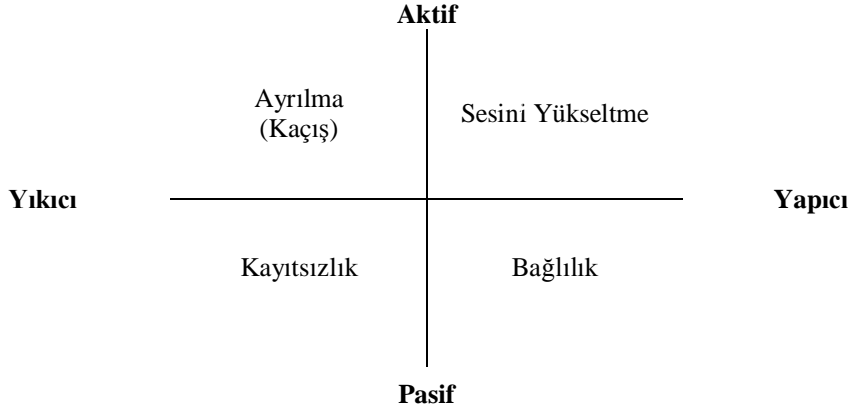 Aktif
Ayrılma
(Kaçış)
Sesini Yükseltme
Yıkıcı
Yapıcı
Kayıtsızlık
Bağlılık
Pasif